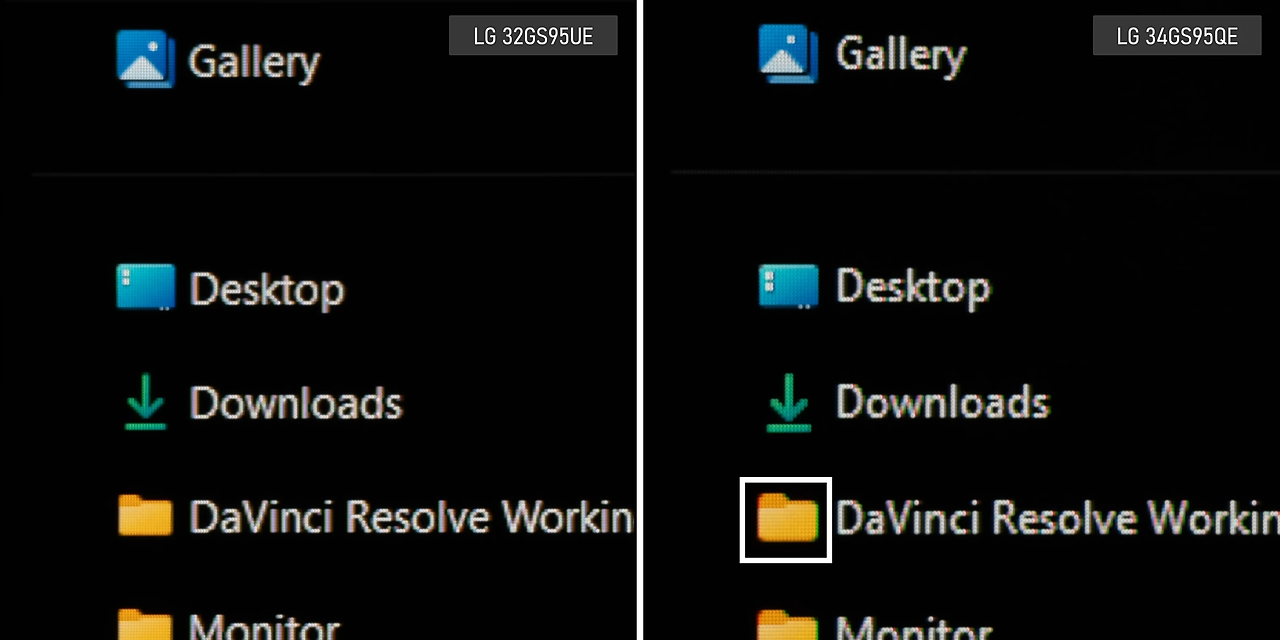 LG 32GS95UE
Gallery
Desktop
Downloads
DaVinci Resolve Workin
Monitor
LG 34GS95QE
Gallery
Desktop
Downloads
DaVinci Resolve Workin
Monitor